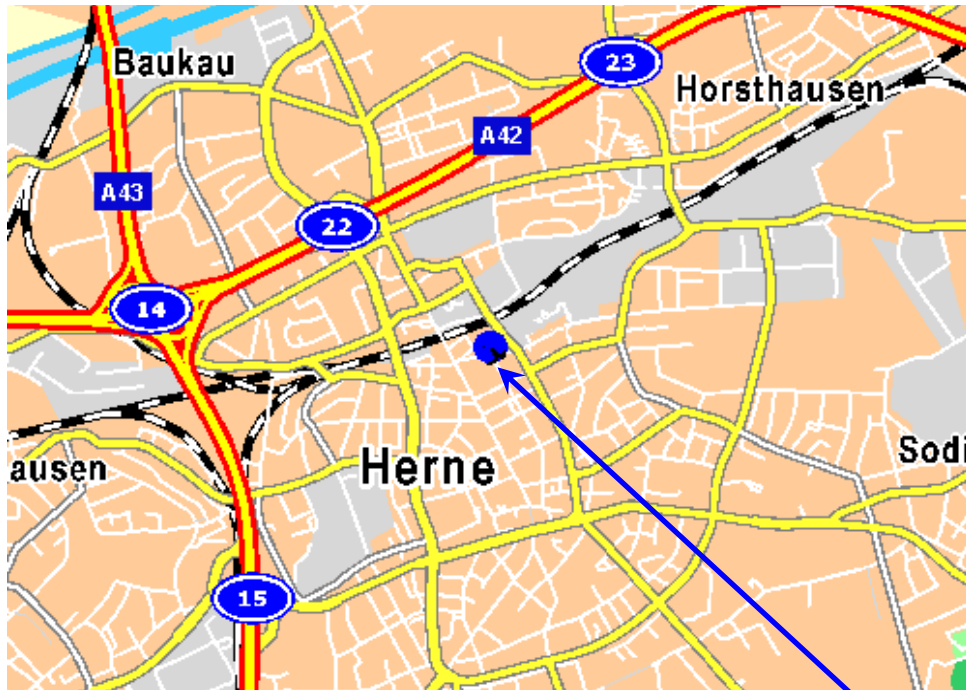 Baukau
23
Horsthausen
A42
A43
22
14
Herne
ausen
Sodi
15